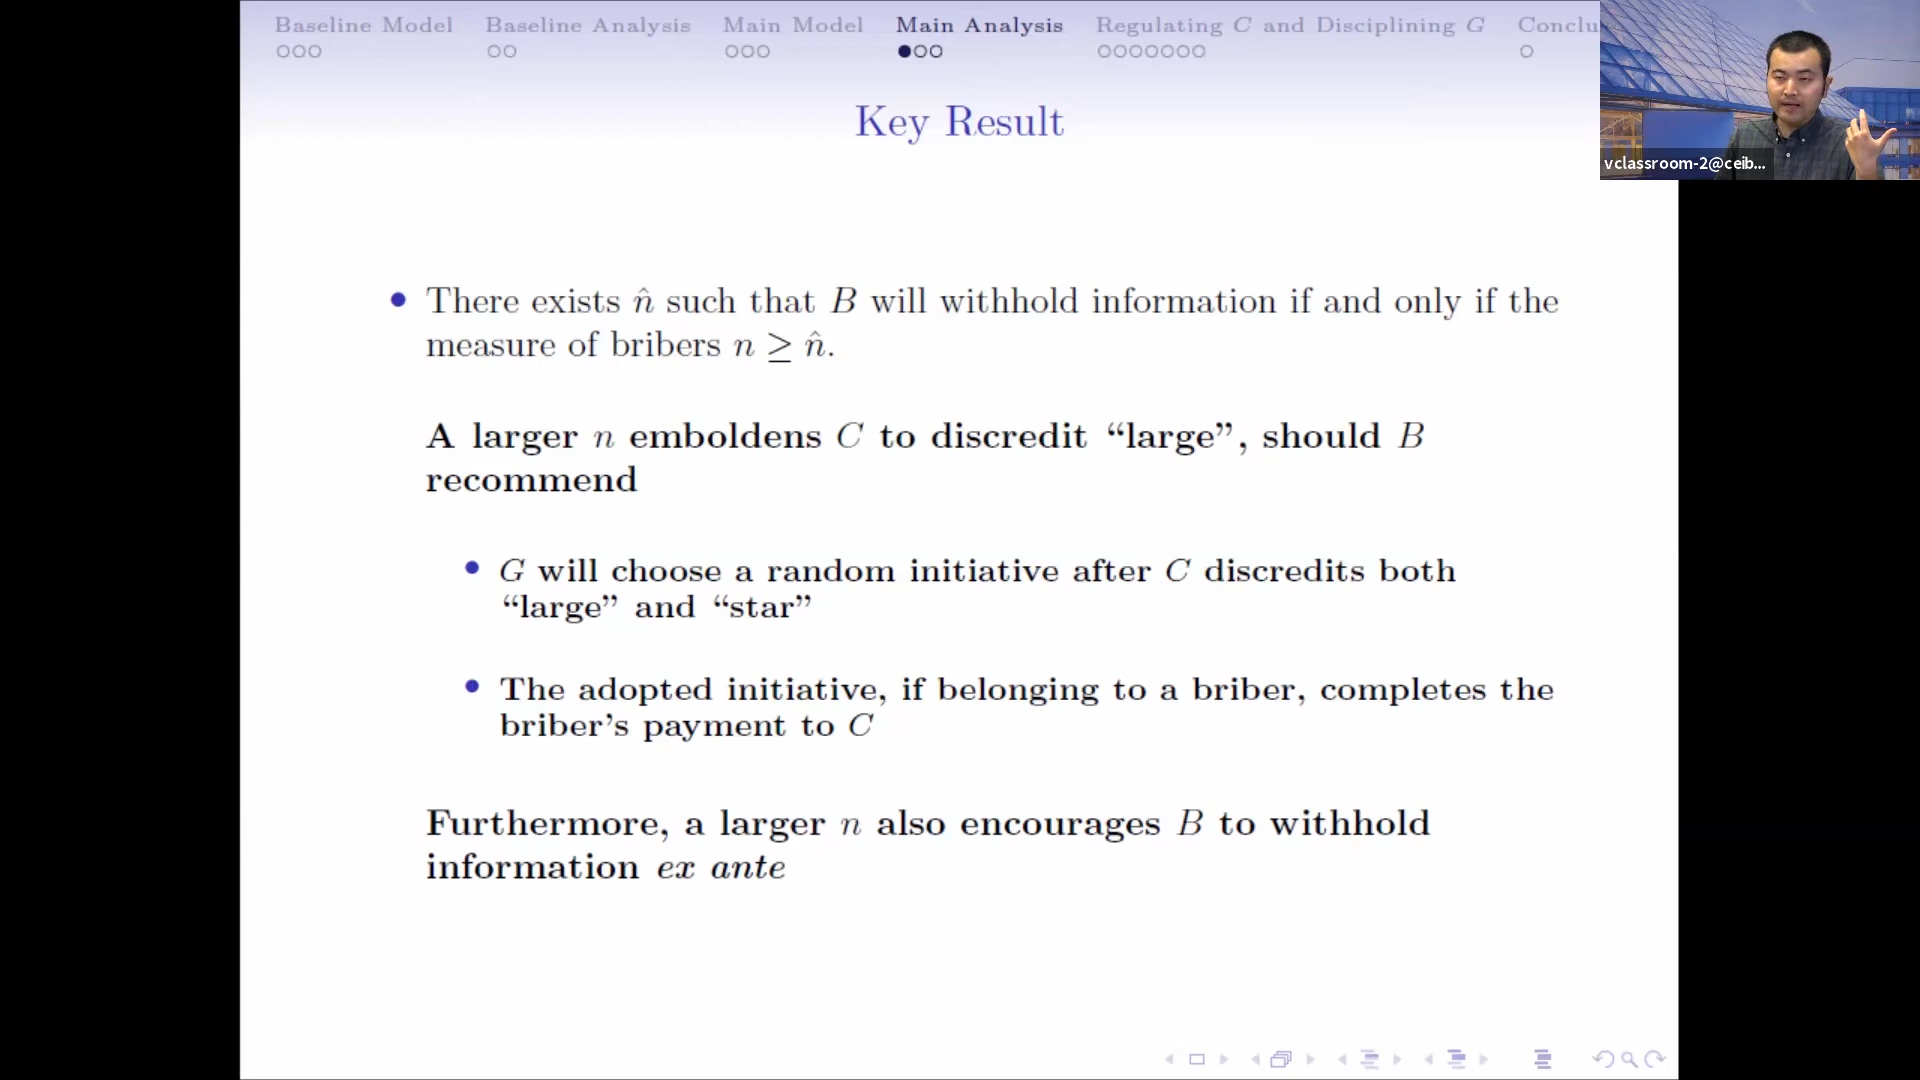 Baseline Model Baseline Analysis Main Model Main Analysis Regulating C and Disciplining G Conclu
vclassroom-2@ceib...
Key Result
There exists n̂ such that B will withhold information if and only if the
measure of bribers n ≥ n̂.
A larger n emboldens C to discredit “large”, should B
recommend
G will choose a random initiative after C discredits both
“large” and “star”
The adopted initiative, if belonging to a briber, completes the
briber’s payment to C
Furthermore, a larger n also encourages B to withhold
information ex ante